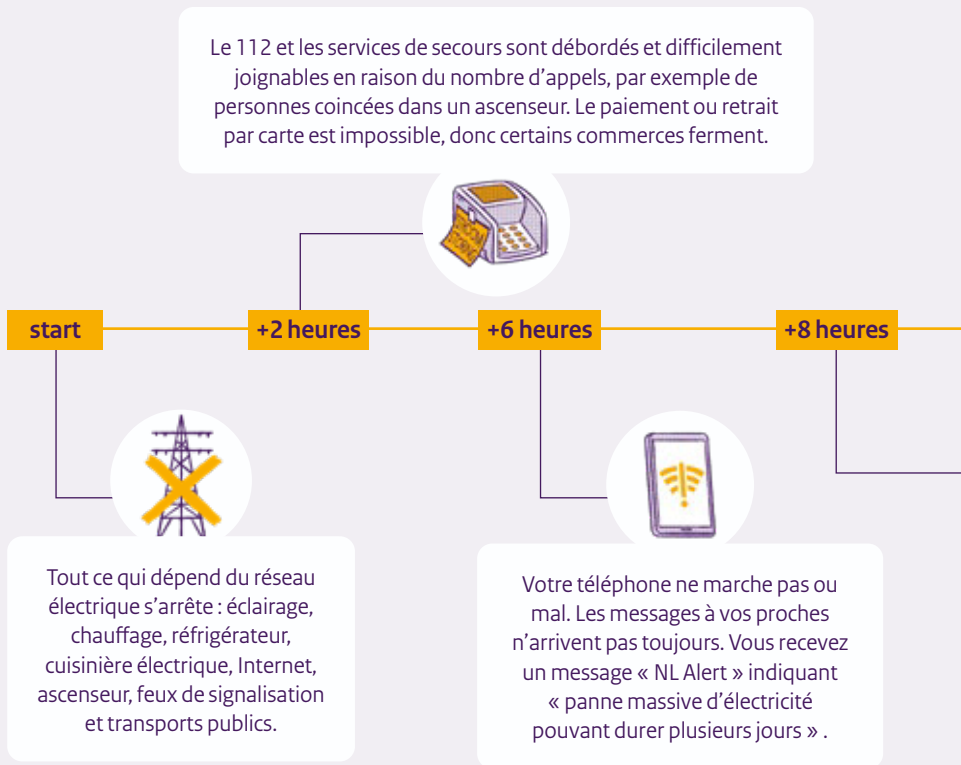 Le 112 et les services de secours sont débordés et difficilement
joignables en raison du nombre d’appels, par exemple de
personnes coincées dans un ascenseur. Le paiement ou retrait
par carte est impossible, donc certains commerces ferment.
STROOM
STORING
start
+2 heures
+6 heures
+8 heures
Tout ce qui dépend du réseau
électrique s’arrête : éclairage,
chauffage, réfrigérateur,
cuisinière électrique, Internet,
ascenseur, feux de signalisation
et transports publics.
Votre téléphone ne marche pas ou
mal. Les messages à vos proches
n’arrivent pas toujours. Vous recevez
un message « NL Alert » indiquant
« panne massive d’électricité
pouvant durer plusieurs jours » .